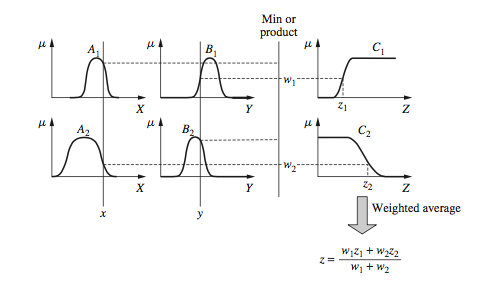 Min or
product
μ A₁ μ B₁ μ C₁
w₁
X Y z₁ Z
μ A₂ μ B₂ μ C₂
w₂
X Y z₂ Z
x y
Weighted average
z = (w₁z₁ + w₂z₂) / (w₁ + w₂)